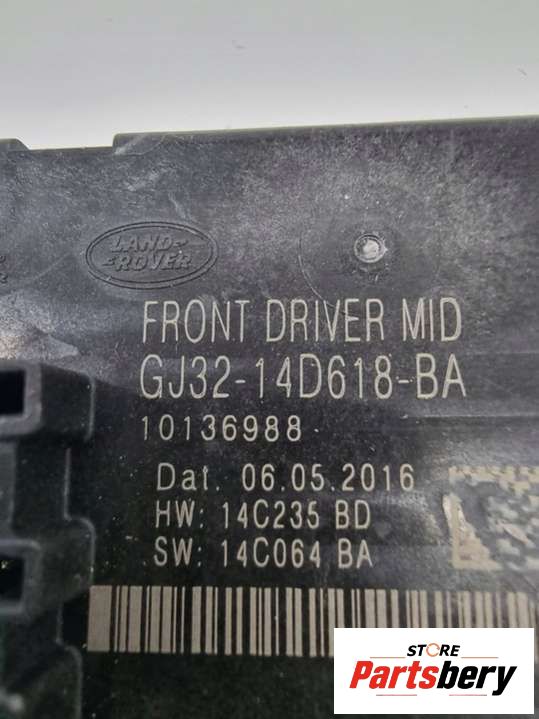 LAND-
ROVER
FRONT DRIVER MID
GJ32-14D618-BA
10136988
Dat. 06.05.2016
HW: 14C235 BD
SW: 14C064 BA
STORE
Partsbery